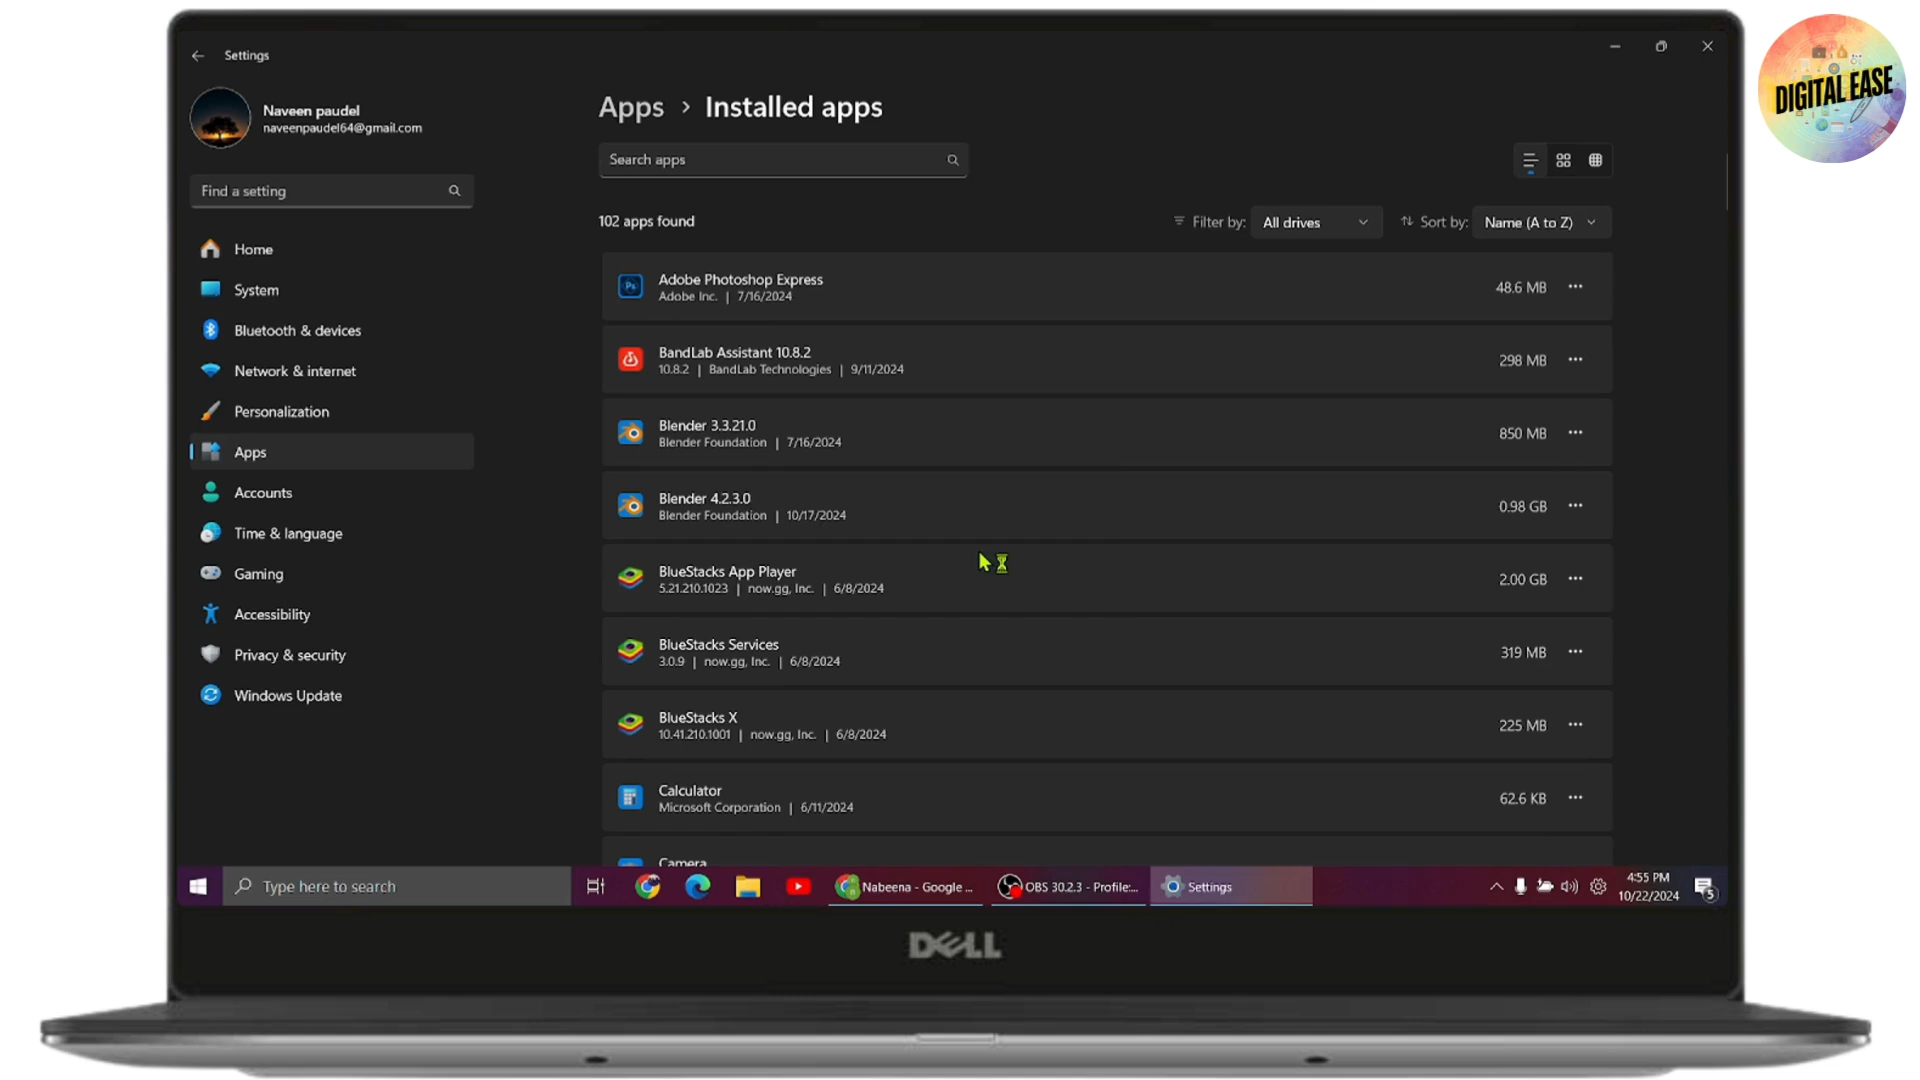 Settings
DIGITAL EASE
Naveen paudel
naveenpaudel64@gmail.com
Find a setting
Home
System
Bluetooth & devices
Network & internet
Personalization
Apps
Accounts
Time & language
Gaming
Accessibility
Privacy & security
Windows Update
Apps > Installed apps
Search apps
102 apps found
Filter by: All drives
Sort by: Name (A to Z)
Ps
Adobe Photoshop Express
Adobe Inc. | 7/16/2024
48.6 MB
BandLab Assistant 10.8.2
10.8.2 | BandLab Technologies | 9/11/2024
298 MB
Blender 3.3.21.0
Blender Foundation | 7/16/2024
850 MB
Blender 4.2.3.0
Blender Foundation | 10/17/2024
0.98 GB
BlueStacks App Player
5.21.210.1023 | now.gg, Inc. | 6/8/2024
2.00 GB
BlueStacks Services
3.0.9 | now.gg, Inc. | 6/8/2024
319 MB
BlueStacks X
10.41.210.1001 | now.gg, Inc. | 6/8/2024
225 MB
Calculator
Microsoft Corporation | 6/11/2024
62.6 KB
Camera
Type here to search
Nabeena - Google ...
OBS 30.2.3 - Profile:...
Settings
4:55 PM
10/22/2024
5
DELL